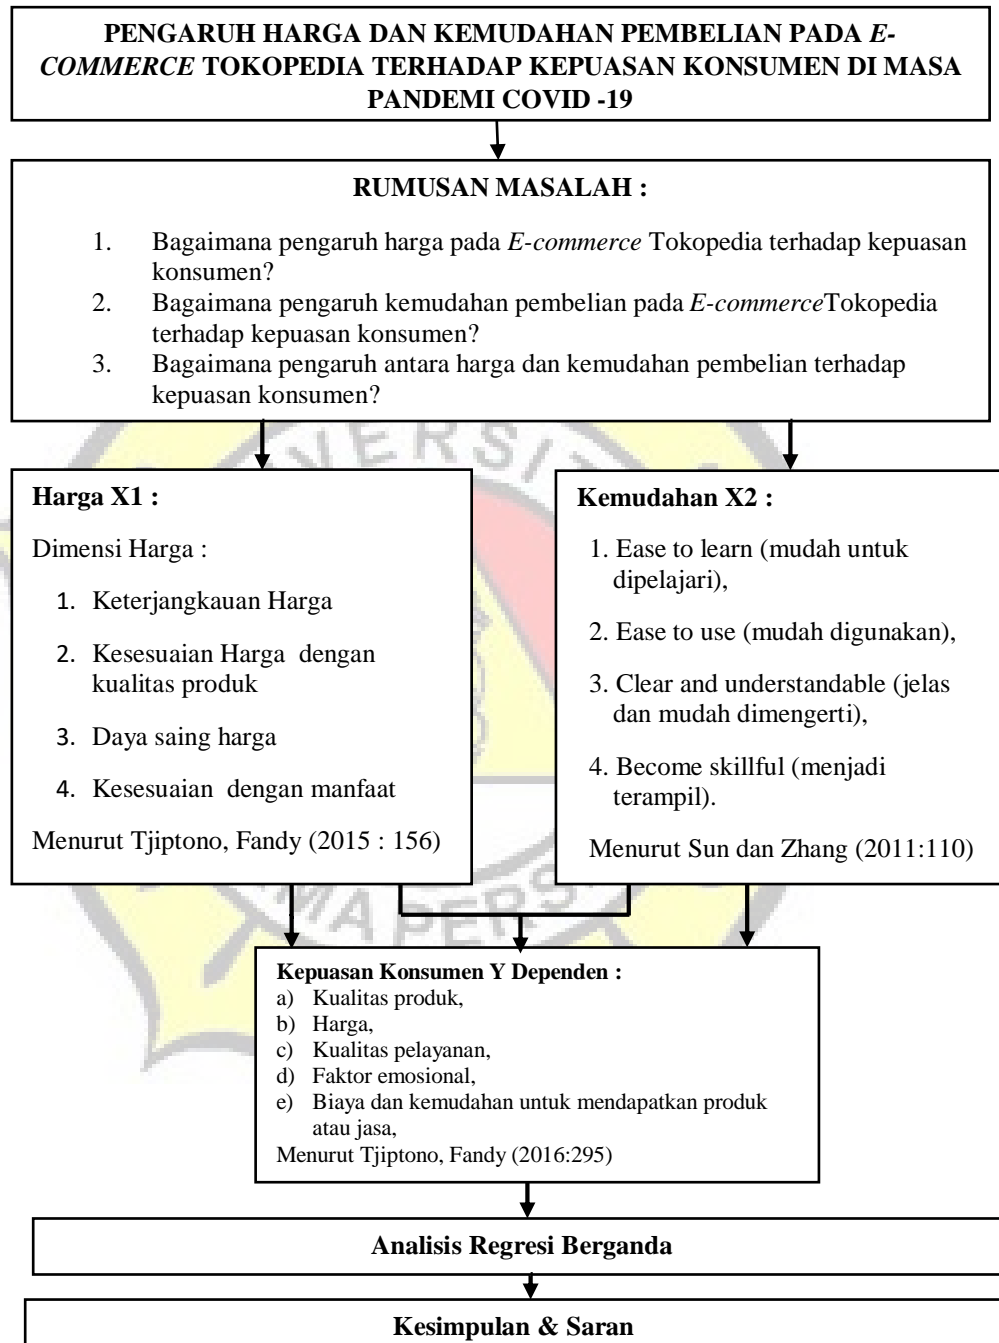 PENGARUH HARGA DAN KEMUDAHAN PEMBELIAN PADA E-
COMMERCE TOKOPEDIA TERHADAP KEPUASAN KONSUMEN DI MASA
PANDEMI COVID -19
RUMUSAN MASALAH :
1. Bagaimana pengaruh harga pada E-commerce Tokopedia terhadap kepuasan
konsumen?
2. Bagaimana pengaruh kemudahan pembelian pada E-commerceTokopedia
terhadap kepuasan konsumen?
3. Bagaimana pengaruh antara harga dan kemudahan pembelian terhadap
kepuasan konsumen?
Harga X1 :
Dimensi Harga :
1. Keterjangkauan Harga
2. Kesesuaian Harga dengan
kualitas produk
3. Daya saing harga
4. Kesesuaian dengan manfaat
Menurut Tjiptono, Fandy (2015 : 156)
Kemudahan X2 :
1. Ease to learn (mudah untuk
dipelajari),
2. Ease to use (mudah digunakan),
3. Clear and understandable (jelas
dan mudah dimengerti),
4. Become skillful (menjadi
terampil).
Menurut Sun dan Zhang (2011:110)
Kepuasan Konsumen Y Dependen :
a) Kualitas produk,
b) Harga,
c) Kualitas pelayanan,
d) Faktor emosional,
e) Biaya dan kemudahan untuk mendapatkan produk
atau jasa,
Menurut Tjiptono, Fandy (2016:295)
Analisis Regresi Berganda
Kesimpulan & Saran